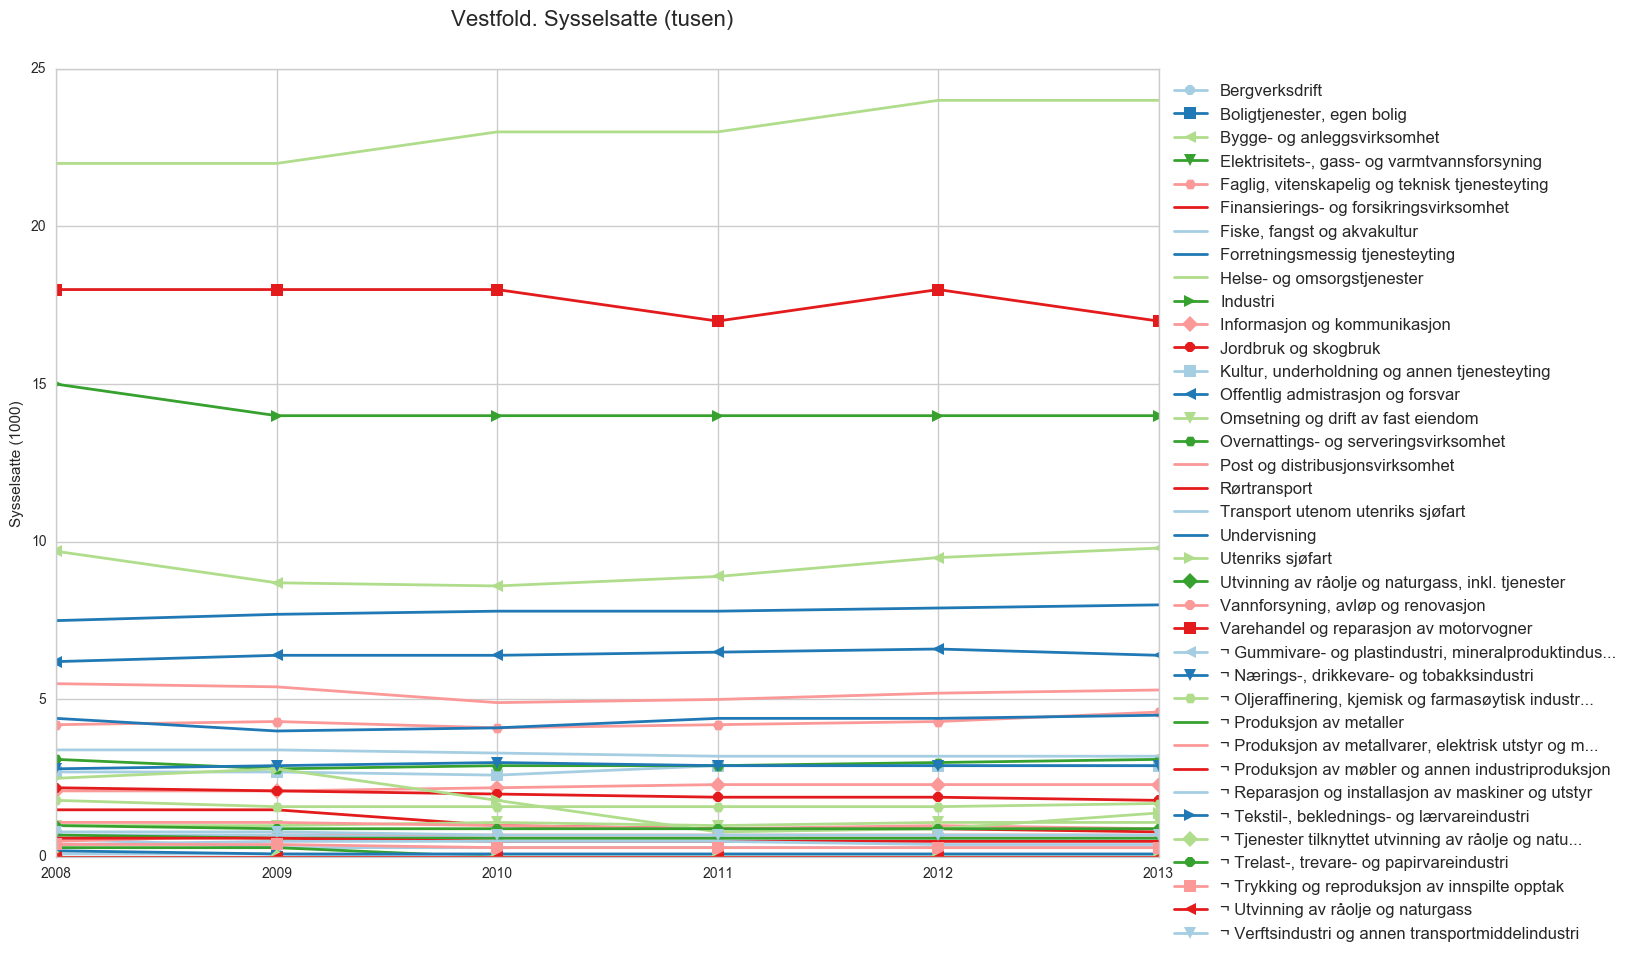 Vestfold. Sysselsatte (tusen)
25
20
15
10
5
0
Sysselsatte (1000)
2008
2009
2010
2011
2012
2013
Bergverksdrift
Boligtjenester, egen bolig
Bygge- og anleggsvirksomhet
Elektrisitets-, gass- og varmtvannsforsyning
Faglig, vitenskapelig og teknisk tjenesteyting
Finansierings- og forsikringsvirksomhet
Fiske, fangst og akvakultur
Forretningsmessig tjenesteyting
Helse- og omsorgstjenester
Industri
Informasjon og kommunikasjon
Jordbruk og skogbruk
Kultur, underholdning og annen tjenesteyting
Offentlig admistrasjon og forsvar
Omsetning og drift av fast eiendom
Overnattings- og serveringsvirksomhet
Post og distribusjonsvirksomhet
Rørtransport
Transport utenom utenriks sjøfart
Undervisning
Utenriks sjøfart
Utvinning av råolje og naturgass, inkl. tjenester
Vannforsyning, avløp og renovasjon
Varehandel og reparasjon av motorvogner
¬ Gummivare- og plastindustri, mineralproduktindus...
¬ Nærings-, drikkevare- og tobakksindustri
¬ Oljeraffinering, kjemisk og farmasøytisk industr...
¬ Produksjon av metaller
¬ Produksjon av metallvarer, elektrisk utstyr og m...
¬ Produksjon av møbler og annen industriproduksjon
¬ Reparasjon og installasjon av maskiner og utstyr
¬ Tekstil-, beklednings- og lærvareindustri
¬ Tjenester tilknyttet utvinning av råolje og natu...
¬ Trelast-, trevare- og papirvareindustri
¬ Trykking og reproduksjon av innspilte opptak
¬ Utvinning av råolje og naturgass
¬ Verftsindustri og annen transportmiddelindustri